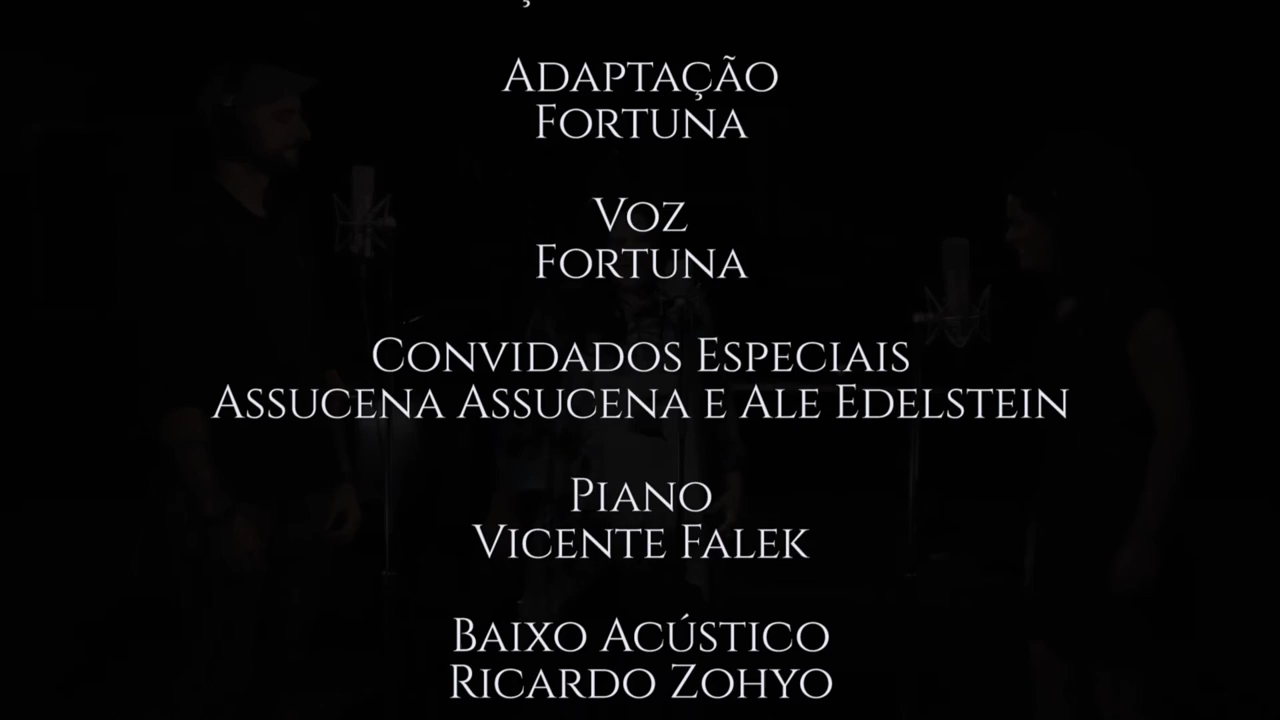 Adaptação
Fortuna
Voz
Fortuna
Convidados Especiais
Assucena Assucena e Ale Edelstein
Piano
Vicente Falek
Baixo Acústico
Ricardo Zohyo